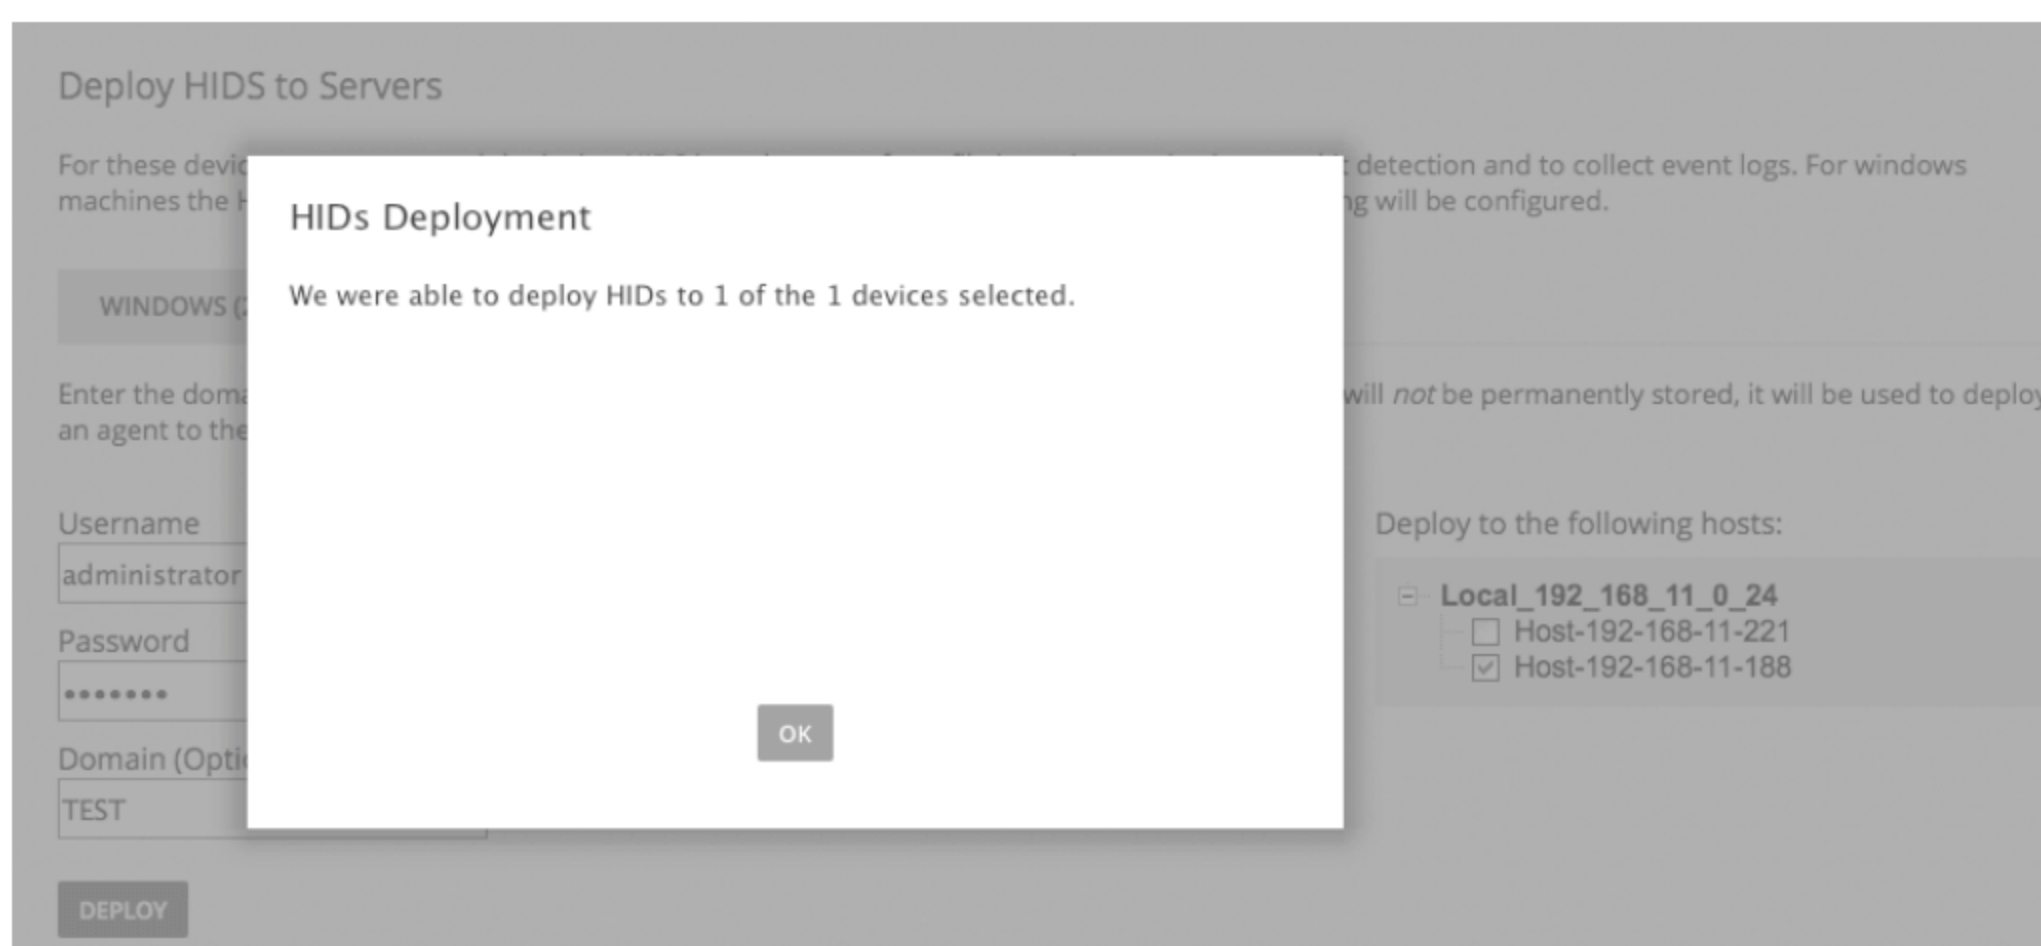 Deploy HIDS to Servers
For these detection and to collect event logs. For windows
machines the will be configured.
HIDs Deployment
We were able to deploy HIDs to 1 of the 1 devices selected.
WINDOWS
Enter the will not be permanently stored, it will be used to deploy
an agent to the
Username
administrator
Password
•••••••
Domain
TEST
DEPLOY
OK
Deploy to the following hosts:
Local_192_168_11_0_24
Host-192-168-11-221
Host-192-168-11-188